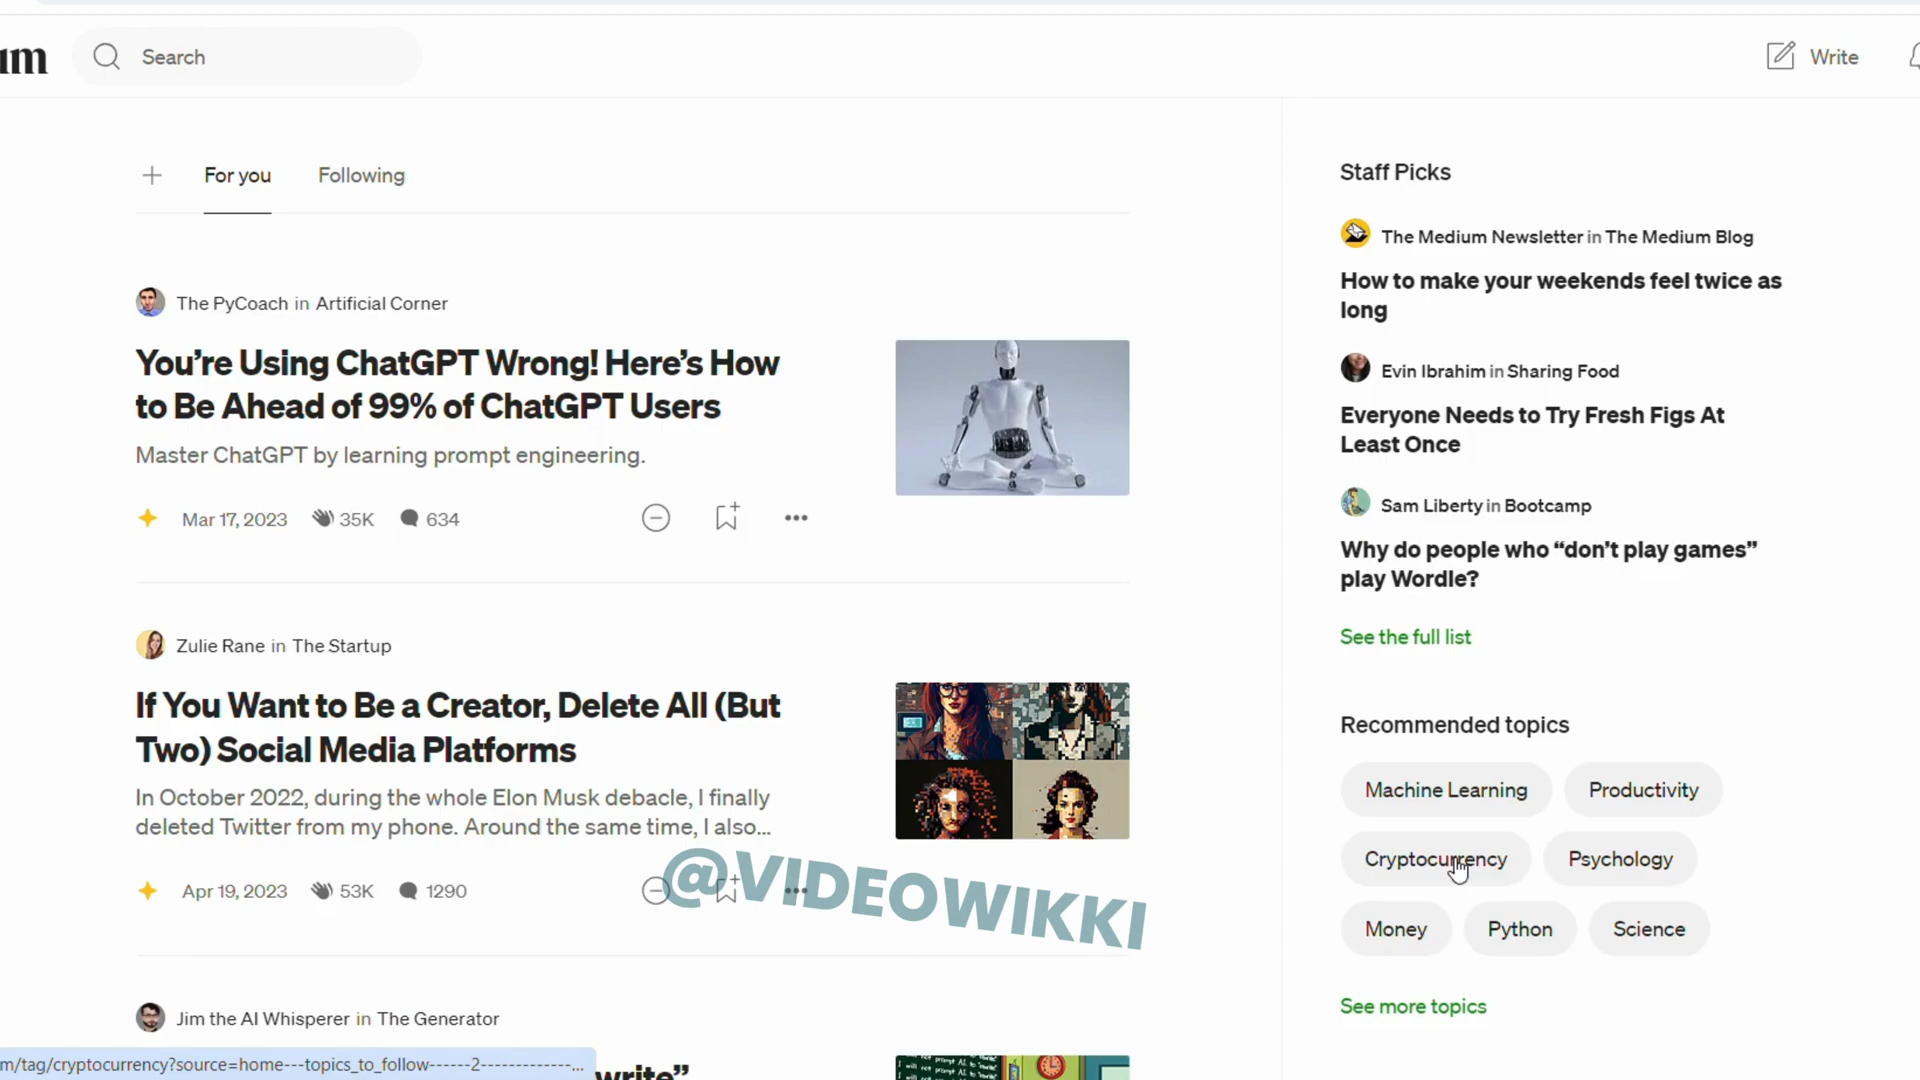 um
Search
Write
For you
Following
The PyCoach in Artificial Corner
You're Using ChatGPT Wrong! Here's How
to Be Ahead of 99% of ChatGPT Users
Master ChatGPT by learning prompt engineering.
Mar 17, 2023 35K 634
Zulie Rane in The Startup
If You Want to Be a Creator, Delete All (But
Two) Social Media Platforms
In October 2022, during the whole Elon Musk debacle, I finally
deleted Twitter from my phone. Around the same time, I also...
Apr 19, 2023 53K 1290
@VIDEOWIKKI
Jim the AI Whisperer in The Generator
write"
m/tag/cryptocurrency?source=home---topics_to_follow------2-------------...
Staff Picks
The Medium Newsletter in The Medium Blog
How to make your weekends feel twice as
long
Evin Ibrahim in Sharing Food
Everyone Needs to Try Fresh Figs At
Least Once
Sam Liberty in Bootcamp
Why do people who “don't play games”
play Wordle?
See the full list
Recommended topics
Machine Learning
Productivity
Cryptocurrency
Psychology
Money
Python
Science
See more topics